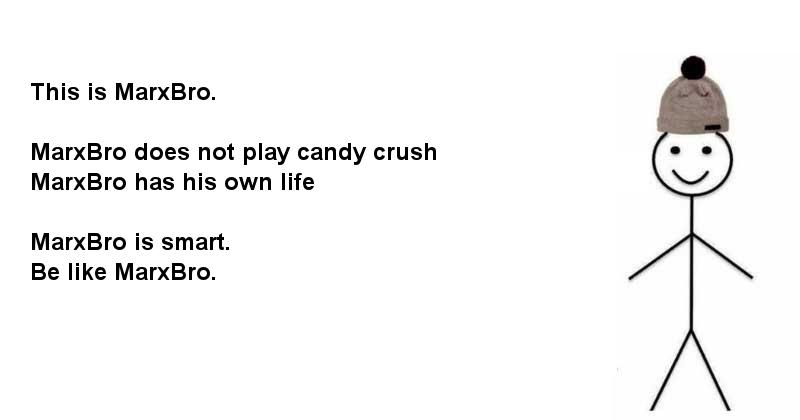 This is MarxBro.
MarxBro does not play candy crush
MarxBro has his own life
MarxBro is smart.
Be like MarxBro.